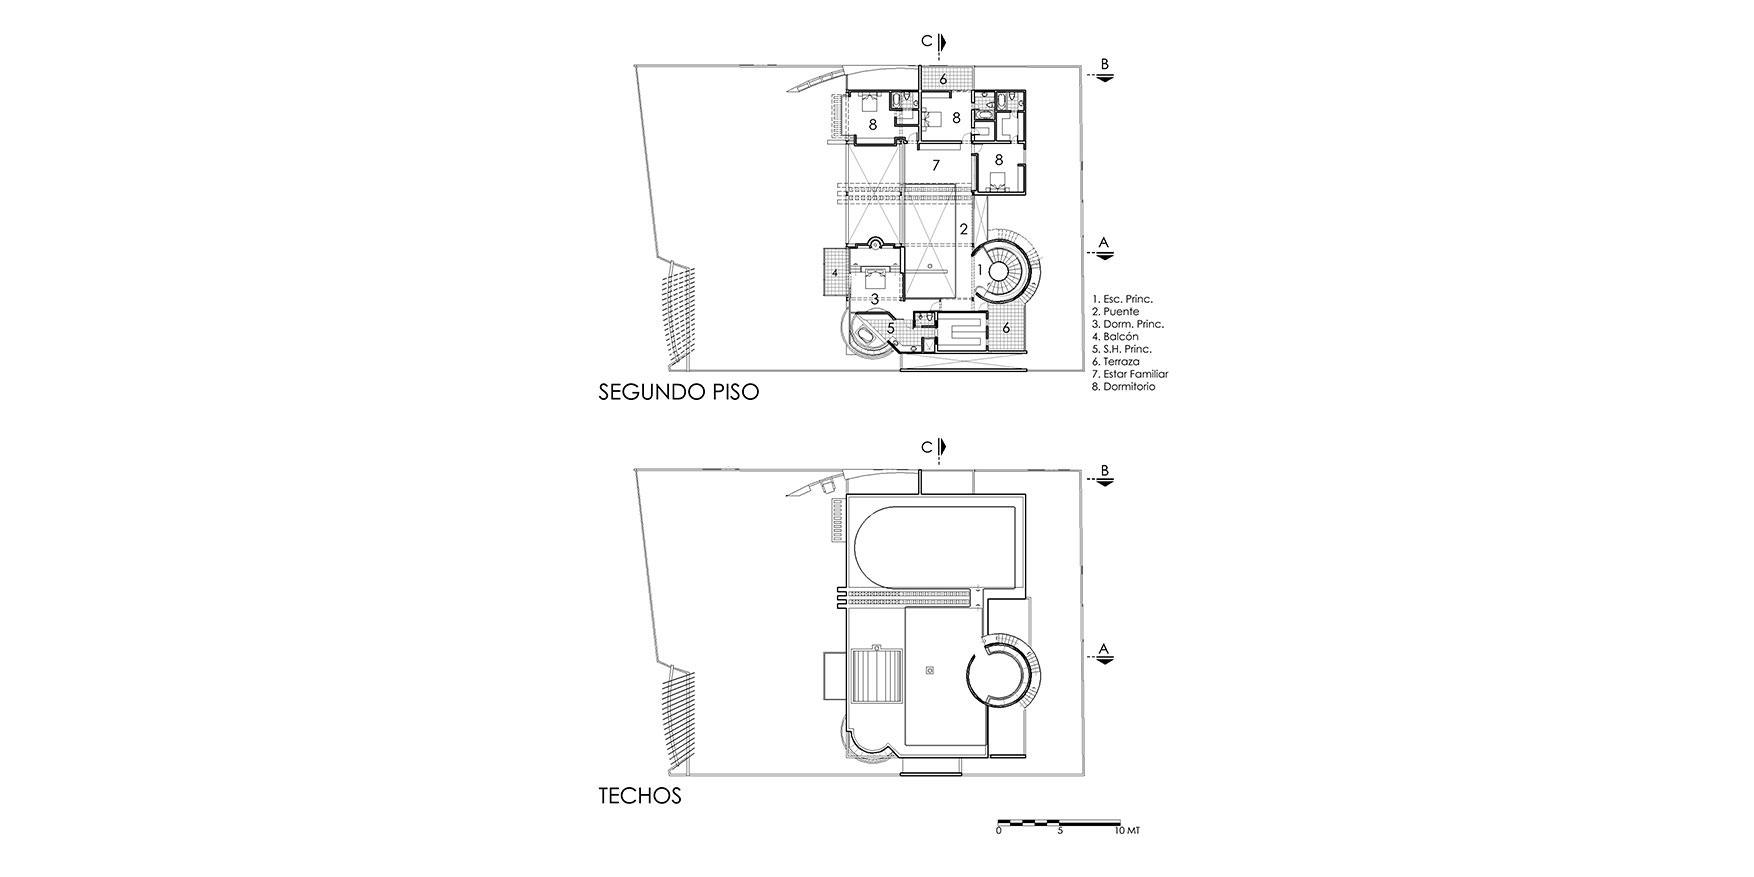 C
B
6
8
8
7
8
2
A
1
4
3
5
6
1. Esc. Princ.
2. Puente
3. Dorm. Princ.
4. Balcón
5. S.H. Princ.
6. Terraza
7. Estar Familiar
8. Dormitorio
SEGUNDO PISO
C
B
A
TECHOS
0 5 10 MT